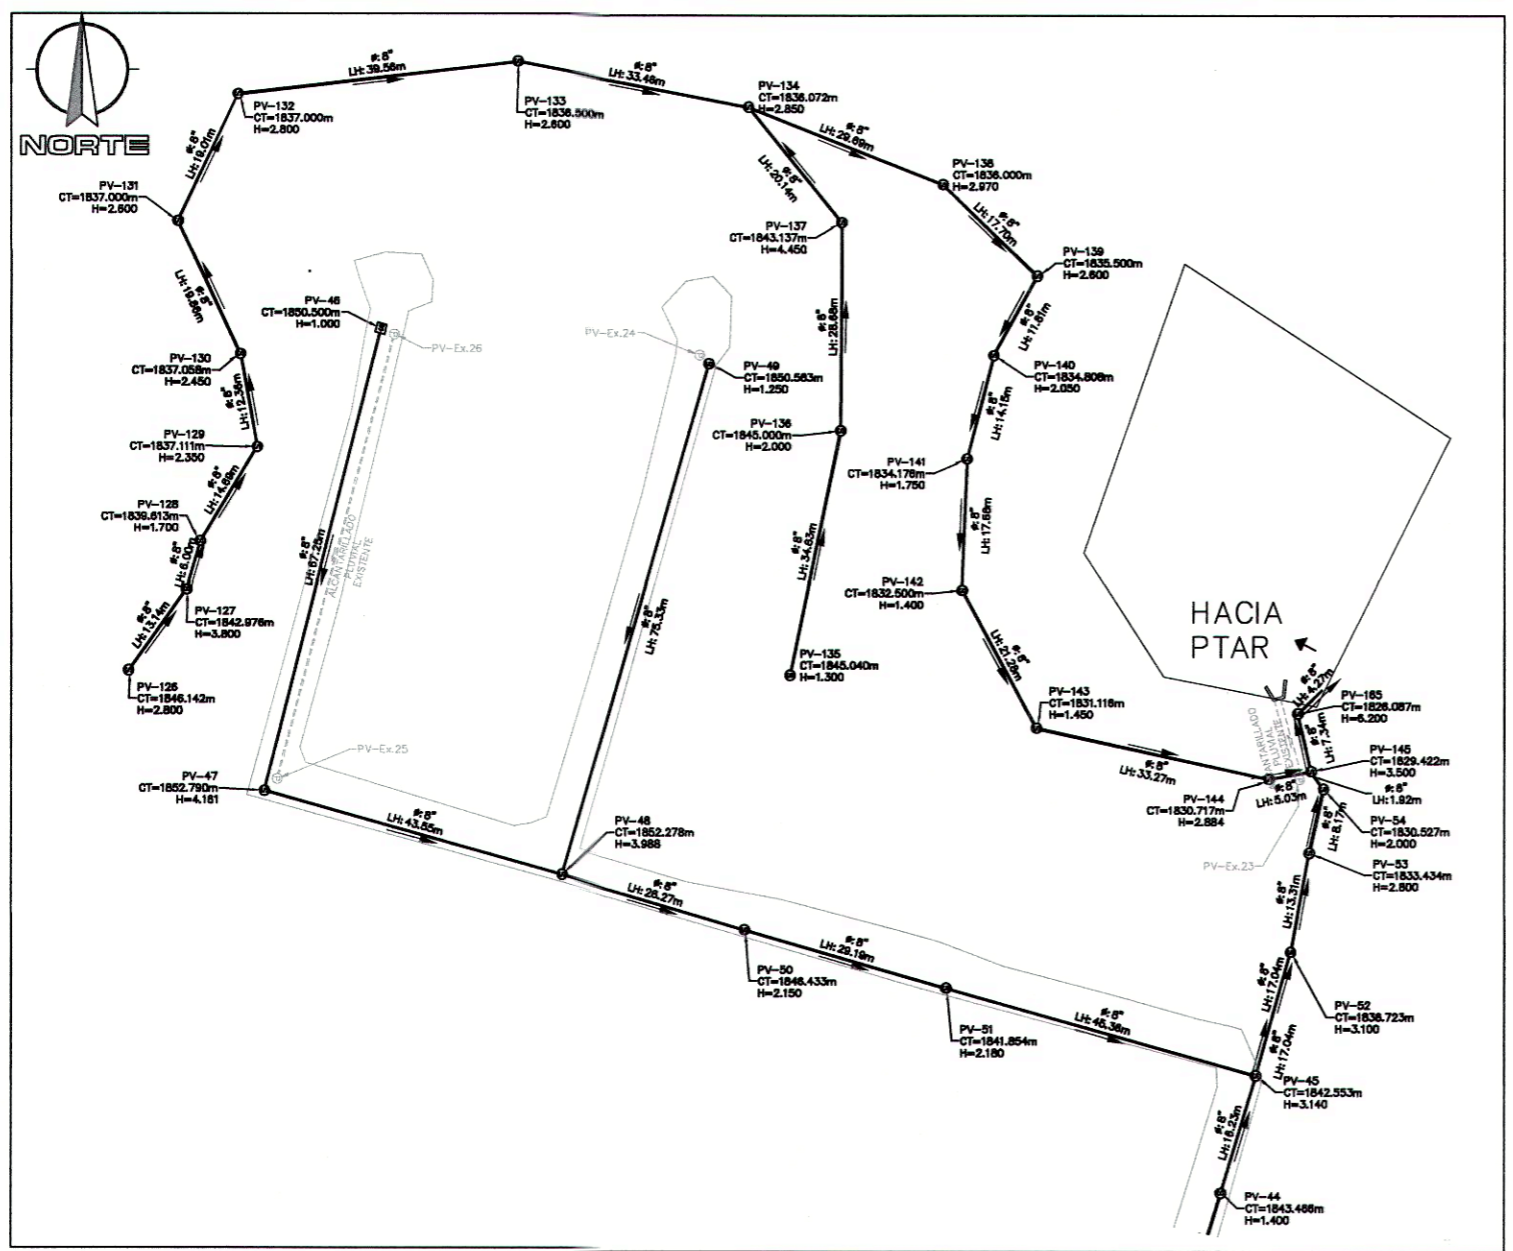 NORTE
ø:8"
LH:39.56m
ø:8"
LH:33.46m
PV-132
CT=1837.000m
H=2.800
PV-133
CT=1836.500m
H=2.600
PV-134
CT=1836.072m
H=2.850
ø:8"
LH:29.69m
ø:8"
LH:19.01m
PV-131
CT=1837.000m
H=2.600
PV-138
CT=1836.000m
H=2.970
ø:8"
LH:20.14m
ø:8"
LH:17.70m
PV-137
CT=1843.137m
H=4.450
PV-139
CT=1835.500m
H=2.600
ø:8"
LH:19.86m
PV-46
CT=1850.500m
H=1.000
PV-Ex.26
PV-Ex.24
ø:8"
LH:28.68m
ø:8"
LH:11.81m
PV-130
CT=1837.058m
H=2.450
PV-49
CT=1850.563m
H=1.250
PV-140
CT=1834.808m
H=2.050
ø:8"
LH:12.36m
ø:8"
LH:14.15m
PV-129
CT=1837.111m
H=2.350
PV-136
CT=1845.000m
H=2.000
PV-141
CT=1834.176m
H=1.750
ø:8"
LH:14.69m
PV-128
CT=1839.613m
H=1.700
ø:8"
LH:17.58m
ø:8"
LH:67.25m
ALCANTARILLADO
PLUVIAL
EXISTENTE
ø:8"
LH:34.83m
ø:8"
LH:6.00m
PV-142
CT=1832.500m
H=1.400
PV-127
CT=1842.976m
H=3.800
ø:8"
LH:13.14m
ø:8"
LH:75.33m
HACIA
PTAR
ø:8"
LH:21.28m
PV-135
CT=1845.040m
H=1.300
PV-126
CT=1846.142m
H=2.800
ø:8"
LH:4.27m
PV-143
CT=1831.116m
H=1.450
PV-165
CT=1826.087m
H=6.200
ANTARILLADO
PLUVIAL
EXISTENTE
ø:8"
LH:7.34m
PV-Ex.25
PV-145
CT=1829.422m
H=3.500
ø:8"
LH:33.27m
PV-47
CT=1852.790m
H=4.161
ø:8"
LH:5.03m
ø:8"
LH:1.92m
PV-144
CT=1830.717m
H=2.884
ø:8"
LH:8.17m
PV-54
CT=1830.527m
H=2.000
ø:8"
LH:43.55m
PV-48
CT=1852.278m
H=3.988
PV-Ex.23
PV-53
CT=1833.434m
H=2.800
ø:8"
LH:26.27m
ø:8"
LH:13.31m
ø:8"
LH:29.19m
PV-50
CT=1846.433m
H=2.150
ø:8"
LH:17.04m
PV-52
CT=1836.723m
H=3.100
ø:8"
LH:45.36m
PV-51
CT=1841.854m
H=2.180
ø:8"
LH:17.04m
PV-45
CT=1842.553m
H=3.140
ø:8"
LH:16.23m
PV-44
CT=1843.466m
H=1.400